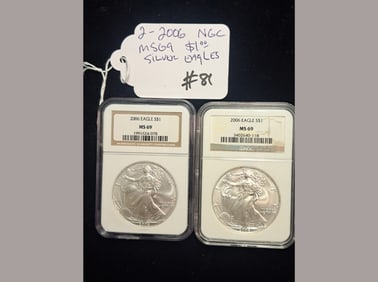 2-2006 NGC
MS69 $1.00
SILVER EAGLES
#81
2006 EAGLE S$1
MS 69
2006 EAGLE S$1
MS 69